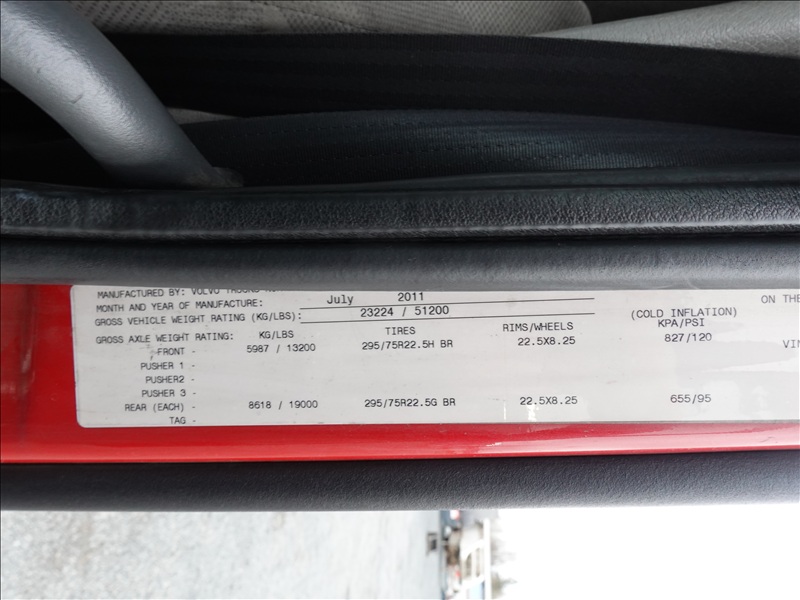 MANUFACTURED BY: VOLVO
MONTH AND YEAR OF MANUFACTURE: July 2011
GROSS VEHICLE WEIGHT RATING (KG/LBS): 23224 / 51200
GROSS AXLE WEIGHT RATING: KG/LBS TIRES RIMS/WHEELS (COLD INFLATION) KPA/PSI
FRONT - 5987 / 13200 295/75R22.5H BR 22.5X8.25 827/120
PUSHER 1 -
PUSHER2 -
PUSHER 3 -
REAR (EACH) - 8618 / 19000 295/75R22.5G BR 22.5X8.25 655/95
TAG -
ON THE
VIN